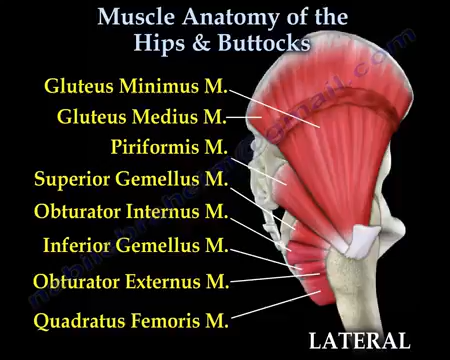 Muscle Anatomy of the
Hips & Buttocks
Gluteus Minimus M.
Gluteus Medius M.
Piriformis M.
Superior Gemellus M.
Obturator Internus M.
Inferior Gemellus M.
Obturator Externus M.
Quadratus Femoris M.
LATERAL